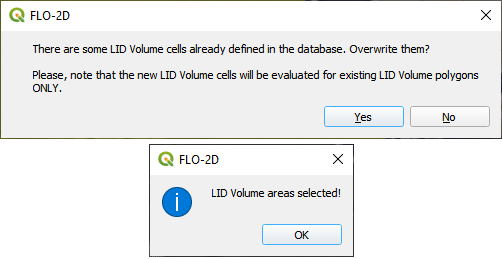 FLO-2D
There are some LID Volume cells already defined in the database. Overwrite them?
Please, note that the new LID Volume cells will be evaluated for existing LID Volume polygons
ONLY.
Yes
No
FLO-2D
LID Volume areas selected!
OK